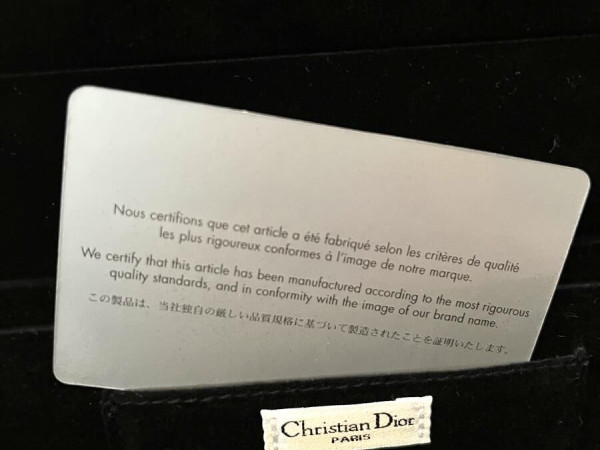 Nous certifions que cet article a été fabriqué selon les critères de qualité
les plus rigoureux conformes à l'image de notre marque.
We certify that this article has been manufactured according to the most rigourous
quality standards, and in conformity with the image of our brand name.
この製品は、当社独自の厳しい品質規格に基づいて製造されたことを証明いたします。
Christian Dior
PARIS